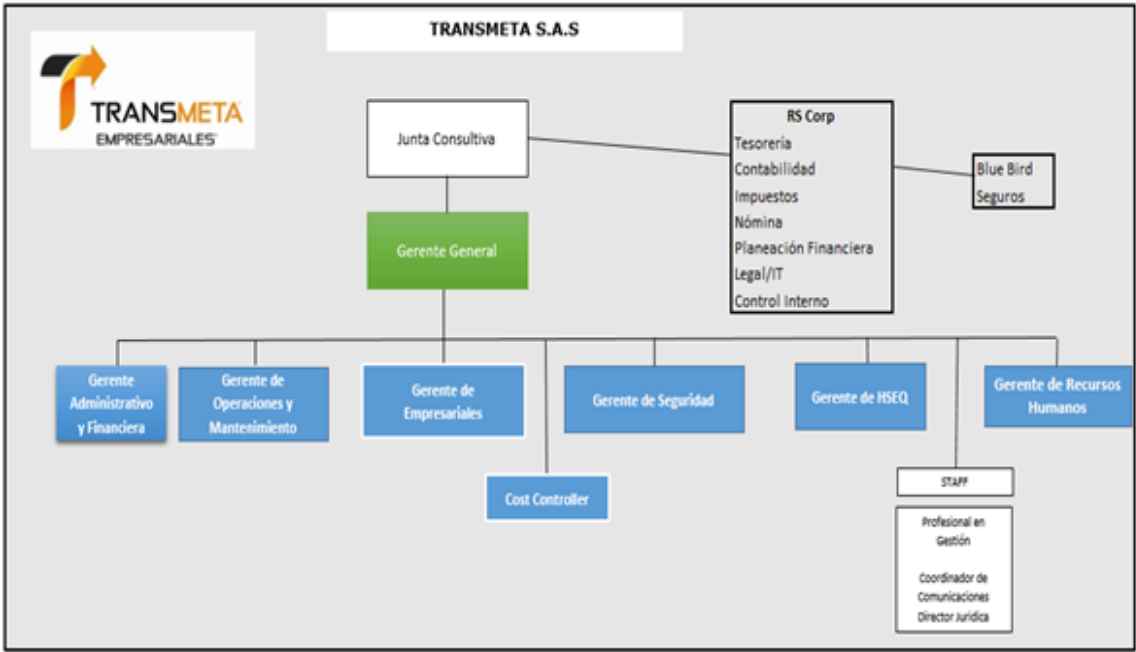 TRANSMETA S.A.S
TRANSMETA
EMPRESARIALES
Junta Consultiva
RS Corp
Tesorería
Contabilidad
Impuestos
Nómina
Planeación Financiera
Legal/IT
Control Interno
Blue Bird
Seguros
Gerente General
Gerente
Administrativo
y Financiera
Gerente de
Operaciones y
Mantenimiento
Gerente de
Empresariales
Gerente de Seguridad
Gerente de HSEQ
Gerente de Recursos
Humanos
Cost Controller
STAFF
Profesional en
Gestión
Coordinador de
Comunicaciones
Director Jurídica